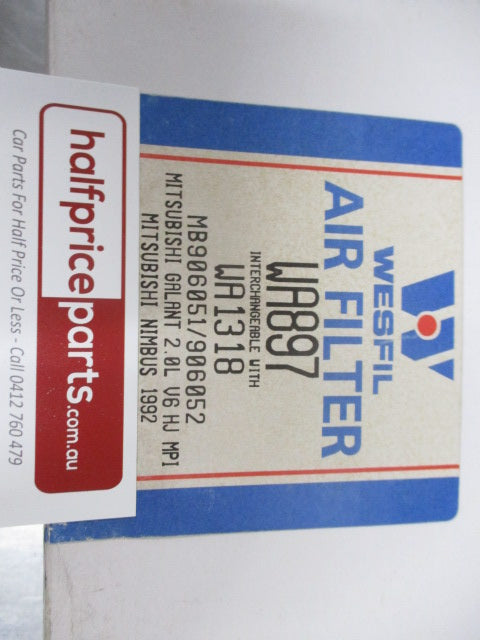 WESFIL
AIR FILTER
WA897
INTERCHANGEABLE WITH
WA1318
MB906051/906052
MITSUBISHI GALANT 2.0L V6 HJ MPI
MITSUBISHI NIMBUS 1992
halfpriceparts.com.au
Car Parts For Half Price Or Less - Call 0412 760 479